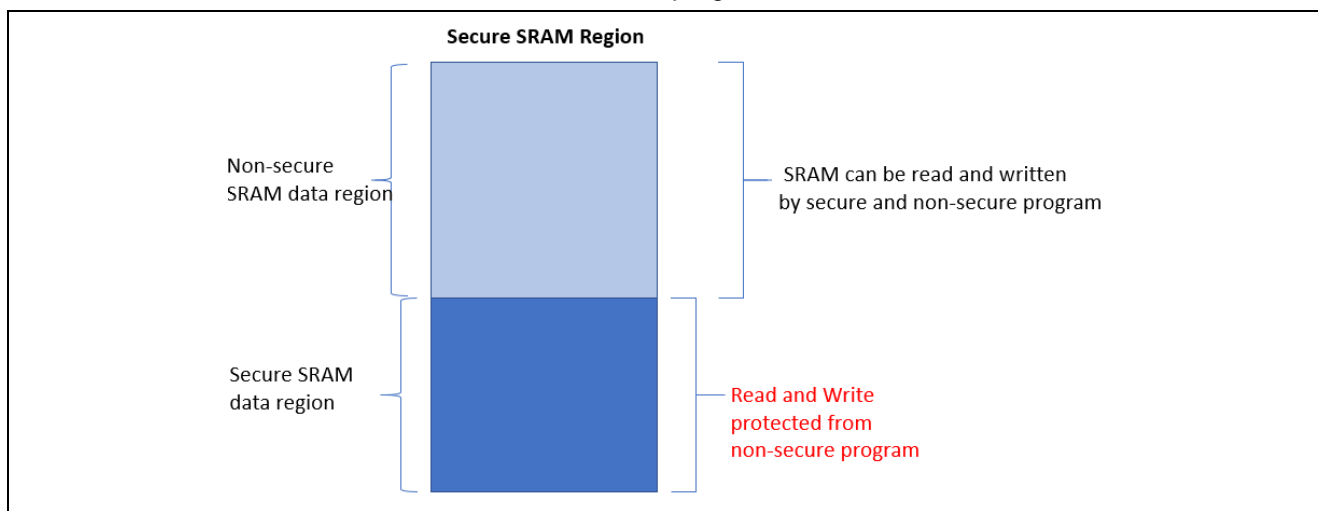 Secure SRAM Region
Non-secure
SRAM data region
SRAM can be read and written
by secure and non-secure program
Secure SRAM
data region
Read and Write
protected from
non-secure program